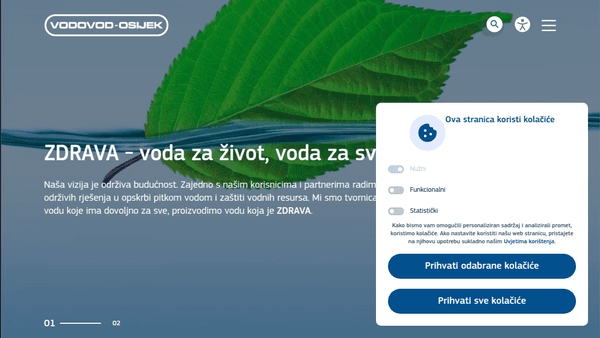 VODOVOD-OSIJEK
ZDRAVA – voda za život, voda za sv
Naša vizija je održiva budućnost. Zajedno s našim korisnicima i partnerima radim
održivih rješenja u opskrbi pitkom vodom i zaštiti vodnih resursa. Mi smo tvornica
vodu koje ima dovoljno za sve, proizvodimo vodu koja je ZDRAVA.
01
02
Ova stranica koristi kolačiće
Nužni
Funkcionalni
Statistički
Kako bismo vam omogućili personaliziran sadržaj i analizirali promet,
koristimo kolačiće. Ako nastavite koristiti našu web stranicu, pristajete
na njihovu upotrebu sukladno našim Uvjetima korištenja.
Prihvati odabrane kolačiće
Prihvati sve kolačiće